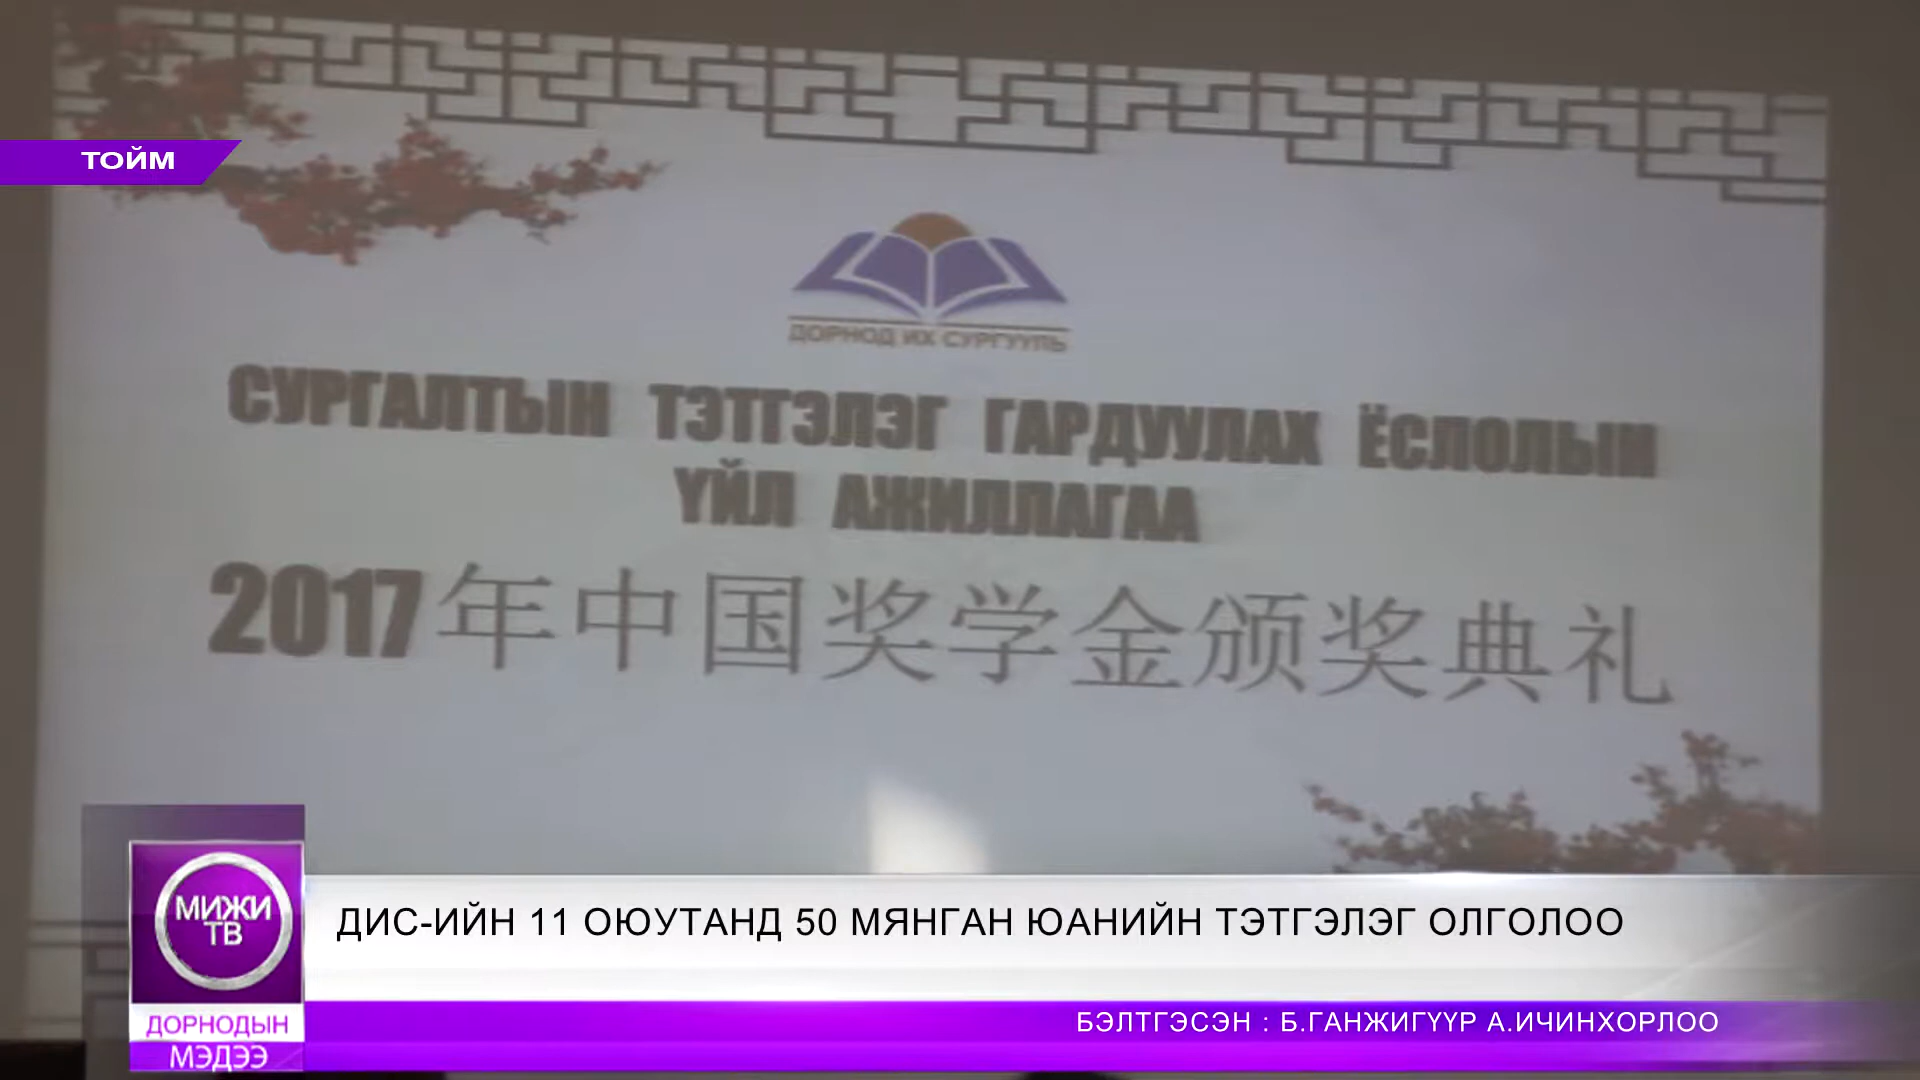 ТОЙМ
ДОРНОД ИХ СУРГУУЛЬ
СУРГАЛТЫН ТЭТГЭЛЭГ ГАРДУУЛАХ ЁСЛОЛЫН
ҮЙЛ АЖИЛЛАГАА
2017年中国奖学金颁奖典礼
МИЖИ
ТВ
ДИС-ИЙН 11 ОЮУТАНД 50 МЯНГАН ЮАНИЙН ТЭТГЭЛЭГ ОЛГОЛОО
ДОРНОДЫН
МЭДЭЭ
БЭЛТГЭСЭН : Б.ГАНЖИГҮҮР А.ИЧИНХОРЛОО